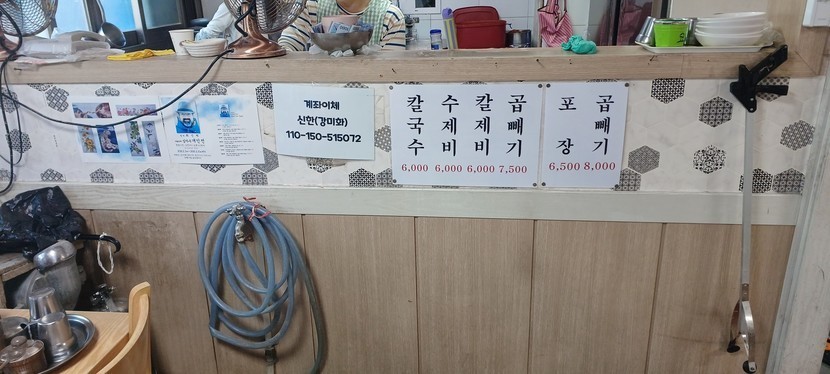 계좌이체
신한(강미화)
110-150-515072
칼국수 6,000
수제비 6,000
칼제비 6,000
곱빼기 7,500
포장 6,500
곱빼기 8,000